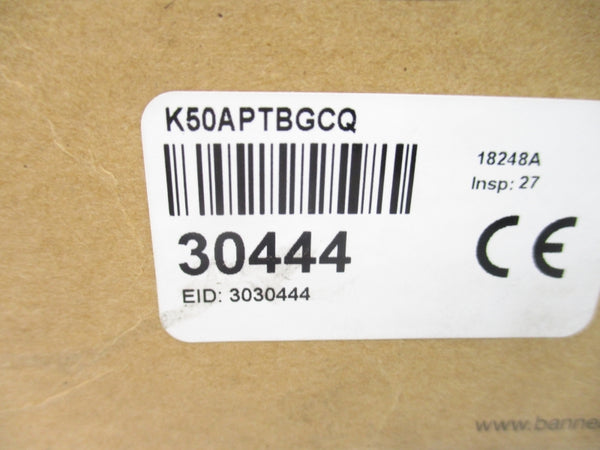 K50APTBGCQ
18248A
Insp: 27
30444
CE
EID: 3030444